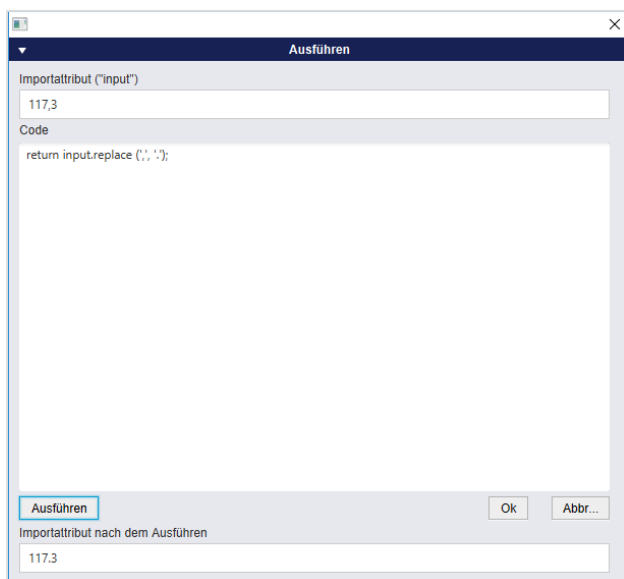 Ausführen
Importattribut ("input")
117,3
Code
return input.replace (',', '.');
Ausführen Ok Abbr...
Importattribut nach dem Ausführen
117.3